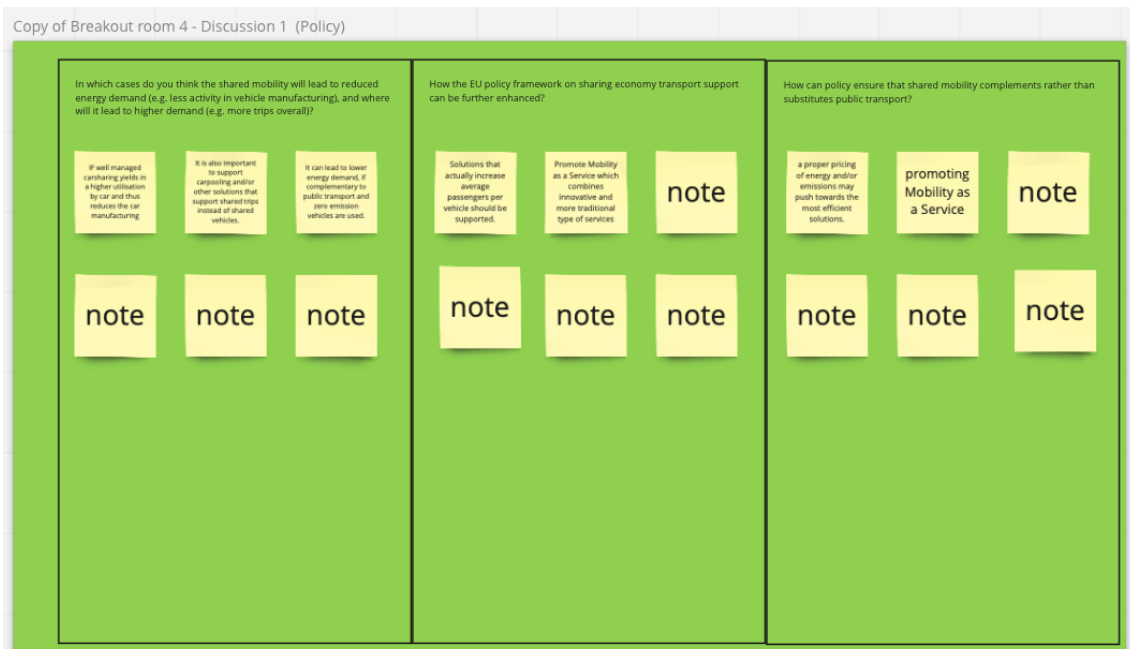 Copy of Breakout room 4 - Discussion 1 (Policy)
In which cases do you think the shared mobility will lead to reduced
energy demand (e.g. less activity in vehicle manufacturing), and where
will it lead to higher demand (e.g. more trips overall)?
IF well managed
carsharing yields in
a higher utilisation
by car and thus
reduces the car
manufacturing
It is also important
to support
carpooling and/or
other solutions that
support shared trips
instead of shared
vehicles.
It can lead to lower
energy demand, if
complementary to
public transport and
zero emission
vehicles are used.
note
note
note
How the EU policy framework on sharing economy transport support
can be further enhanced?
Solutions that
actually increase
average
passengers per
vehicle should be
supported.
Promote Mobility
as a Service which
combines
innovative and
more traditional
type of services
note
note
note
note
How can policy ensure that shared mobility complements rather than
substitutes public transport?
a proper pricing
of energy and/or
emissions may
push towards the
most efficient
solutions.
promoting
Mobility as
a Service
note
note
note
note